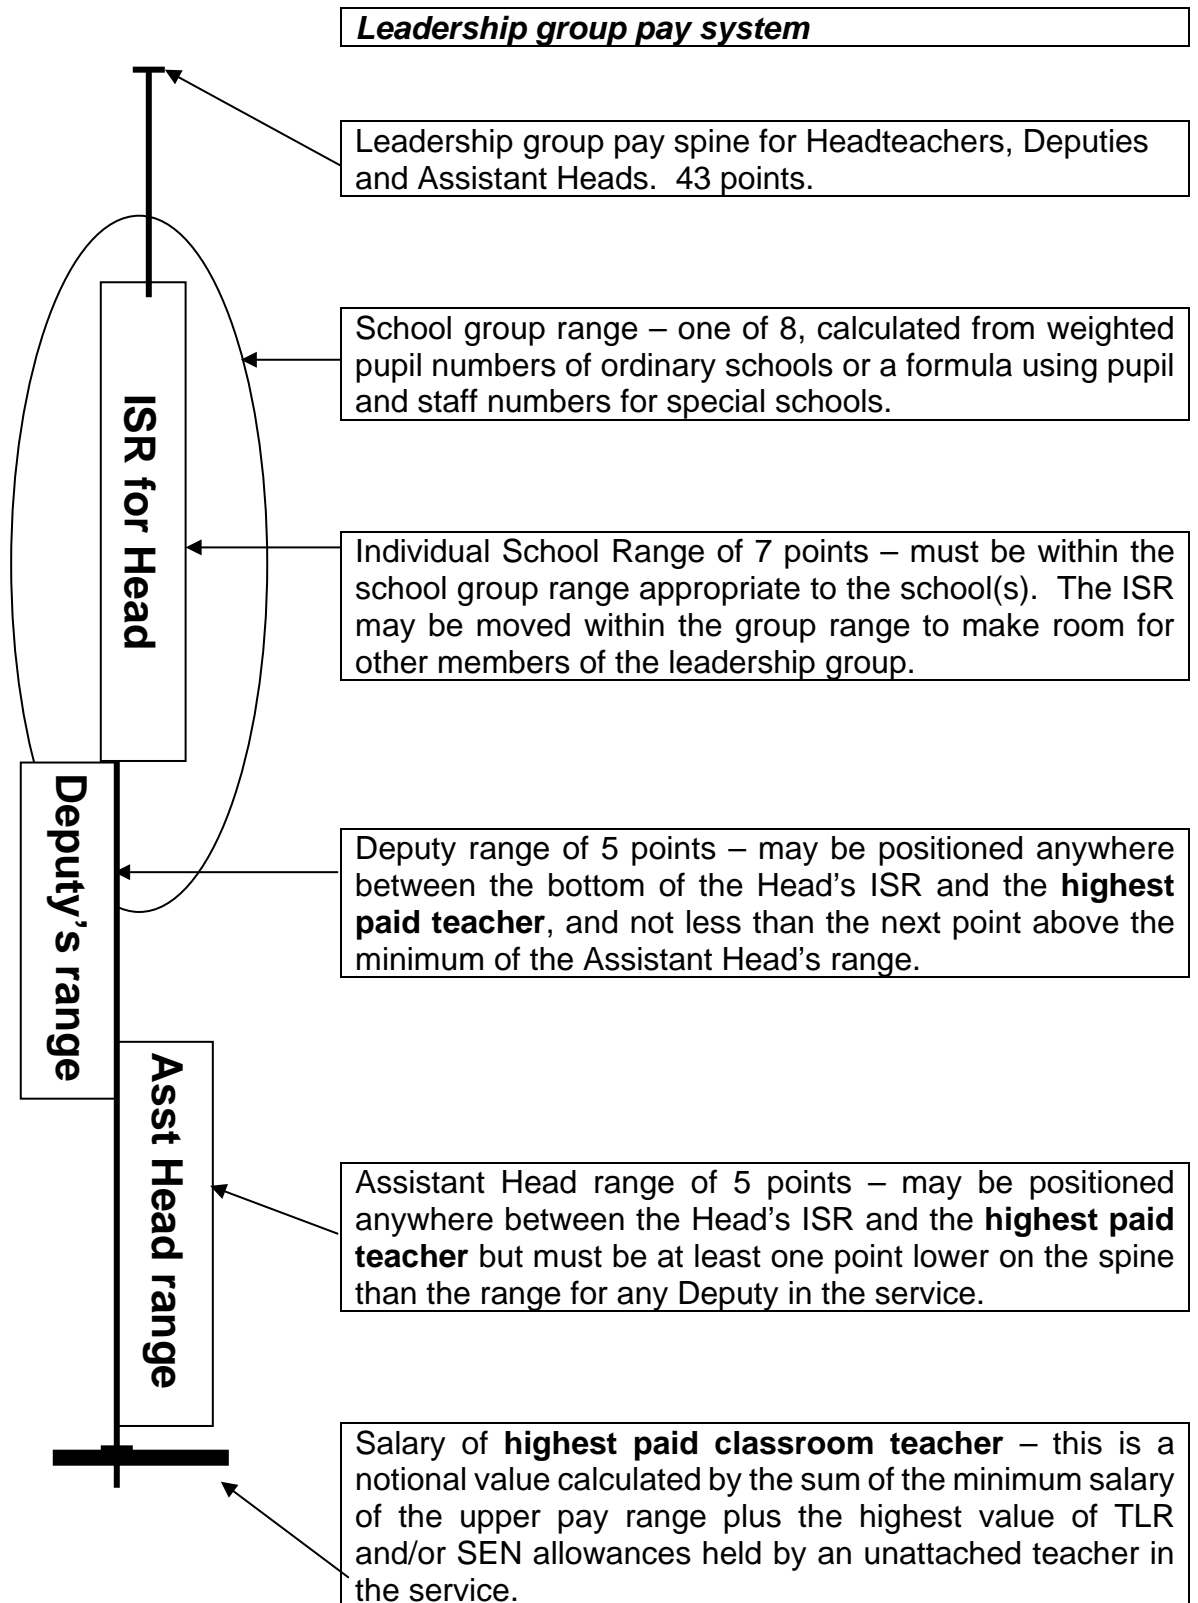 Leadership group pay system
Leadership group pay spine for Headteachers, Deputies
and Assistant Heads.  43 points.
School group range – one of 8, calculated from weighted
pupil numbers of ordinary schools or a formula using pupil
and staff numbers for special schools.
ISR for Head
Individual School Range of 7 points – must be within the
school group range appropriate to the school(s).  The ISR
may be moved within the group range to make room for
other members of the leadership group.
Deputy's range
Deputy range of 5 points – may be positioned anywhere
between the bottom of the Head's ISR and the highest
paid teacher, and not less than the next point above the
minimum of the Assistant Head's range.
Asst Head range
Assistant Head range of 5 points – may be positioned
anywhere between the Head's ISR and the highest paid
teacher but must be at least one point lower on the spine
than the range for any Deputy in the service.
Salary of highest paid classroom teacher – this is a
notional value calculated by the sum of the minimum salary
of the upper pay range plus the highest value of TLR
and/or SEN allowances held by an unattached teacher in
the service.